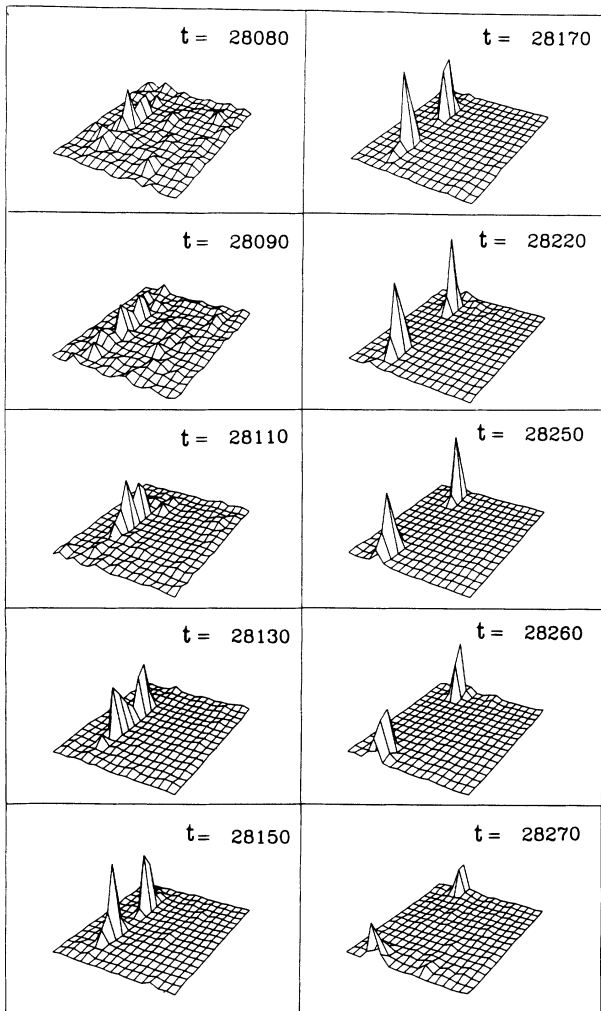 t = 28080
t = 28090
t = 28110
t = 28130
t = 28150
t = 28170
t = 28220
t = 28250
t = 28260
t = 28270